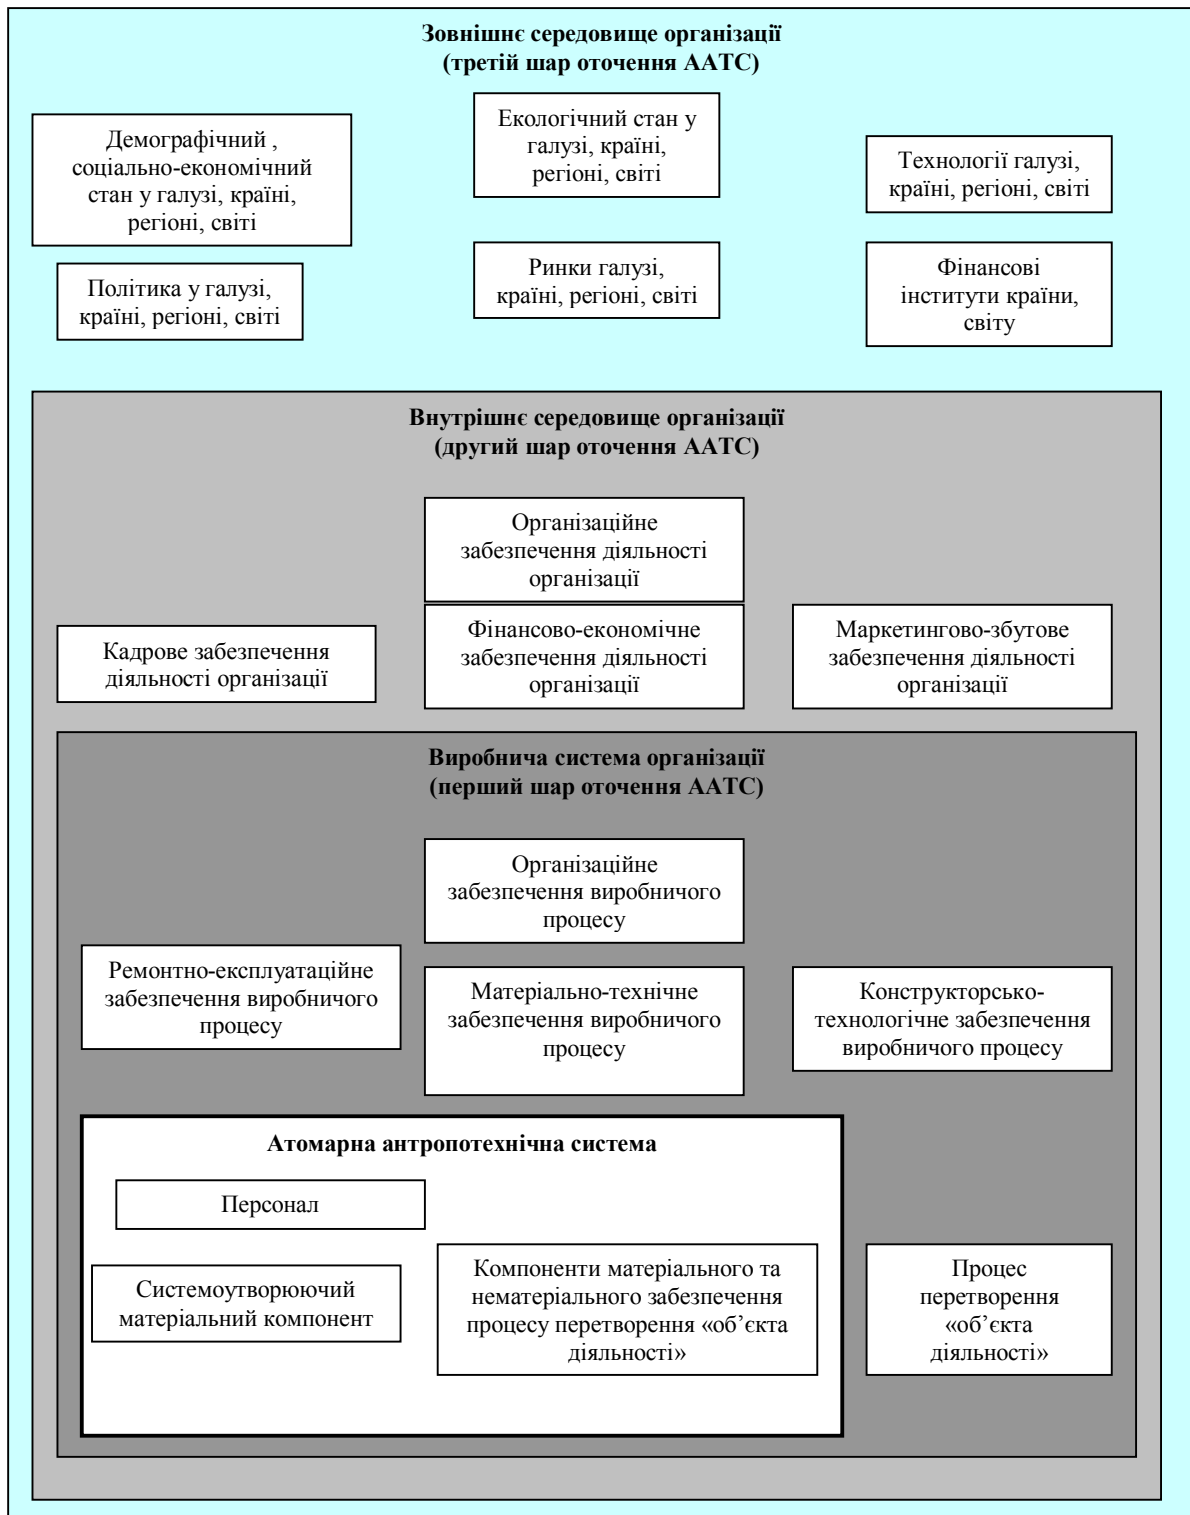 Зовнішнє середовище організації
(третій шар оточення ААТС)
Демографічний ,
соціально-економічний
стан у галузі, країні,
регіоні, світі
Екологічний стан у
галузі, країні,
регіоні, світі
Технології галузі,
країні, регіоні, світі
Політика у галузі,
країні, регіоні, світі
Ринки галузі,
країні, регіоні, світі
Фінансові
інститути країни,
світу
Внутрішнє середовище організації
(другий шар оточення ААТС)
Організаційне
забезпечення діяльності
організації
Кадрове забезпечення
діяльності організації
Фінансово-економічне
забезпечення діяльності
організації
Маркетингово-збутове
забезпечення діяльності
організації
Виробнича система організації
(перший шар оточення ААТС)
Організаційне
забезпечення виробничого
процесу
Ремонтно-експлуатаційне
забезпечення виробничого
процесу
Матеріально-технічне
забезпечення виробничого
процесу
Конструкторсько-
технологічне забезпечення
виробничого процесу
Атомарна антропотехнічна система
Персонал
Системоутворюючий
матеріальний компонент
Компоненти матеріального та
нематеріального забезпечення
процесу перетворення «об’єкта
діяльності»
Процес
перетворення
«об’єкта
діяльності»